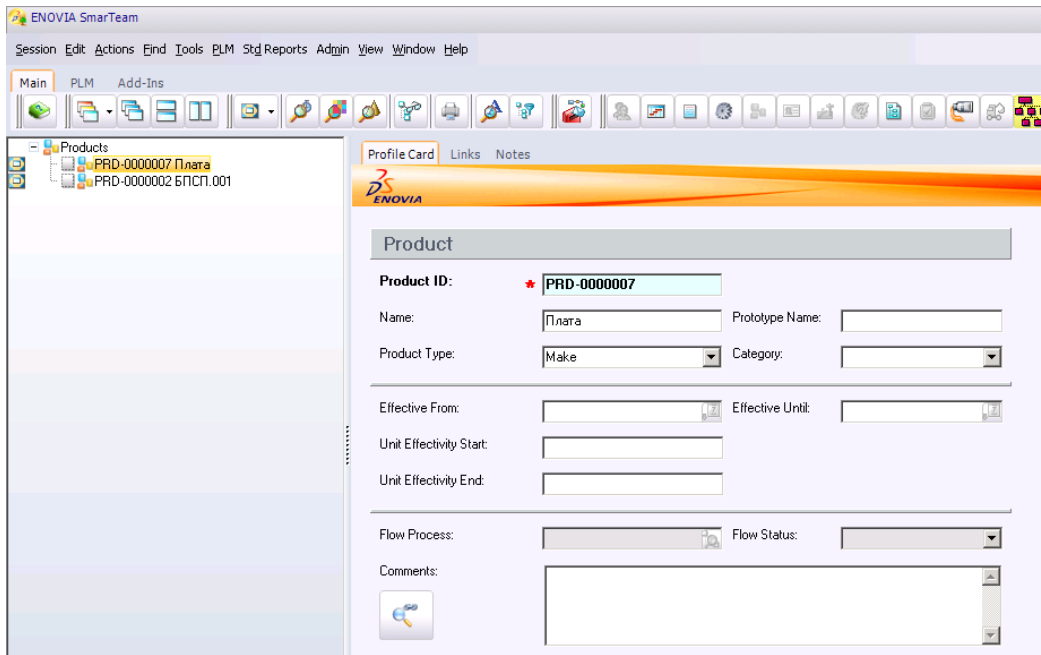 ENOVIA SmarTeam
Session Edit Actions Find Tools PLM Std Reports Admin View Window Help
Main PLM Add-Ins
Products
PRD-0000007 Плата
PRD-0000002 БПСП.001
Profile Card Links Notes
ENOVIA
Product
Product ID: * PRD-0000007
Name: Плата Prototype Name:
Product Type: Make Category:
Effective From: Effective Until:
Unit Effectivity Start:
Unit Effectivity End:
Flow Process: Flow Status:
Comments: